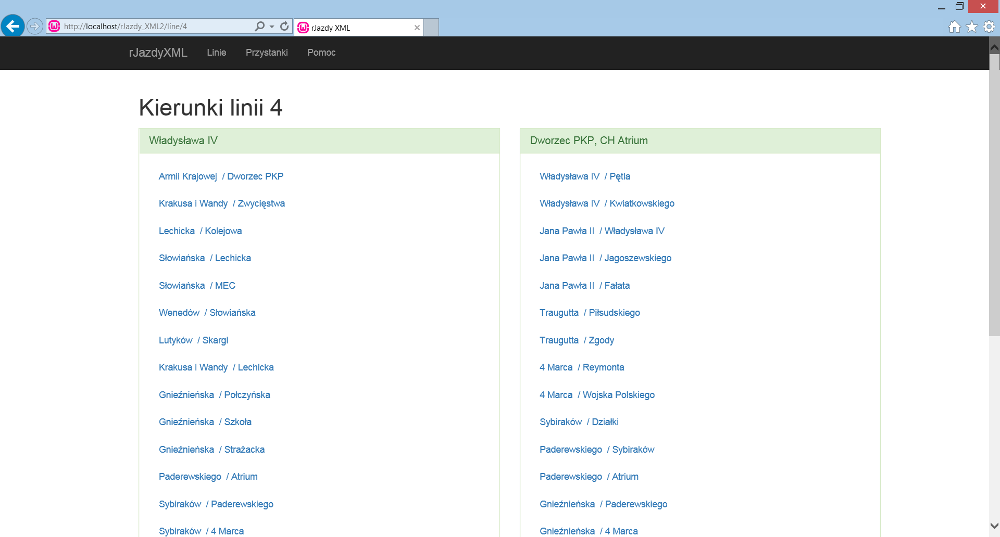 http://localhost/rJazdy_XML2/line/4
rJazdy XML
rJazdyXML Linie Przystanki Pomoc
Kierunki linii 4
Władysława IV
Armii Krajowej / Dworzec PKP
Krakusa i Wandy / Zwycięstwa
Lechicka / Kolejowa
Słowiańska / Lechicka
Słowiańska / MEC
Wenedów / Słowiańska
Lutyków / Skargi
Krakusa i Wandy / Lechicka
Gnieźnieńska / Połczyńska
Gnieźnieńska / Szkoła
Gnieźnieńska / Strażacka
Paderewskiego / Atrium
Sybiraków / Paderewskiego
Sybiraków / 4 Marca
Dworzec PKP, CH Atrium
Władysława IV / Pętla
Władysława IV / Kwiatkowskiego
Jana Pawła II / Władysława IV
Jana Pawła II / Jagoszewskiego
Jana Pawła II / Fałata
Traugutta / Piłsudskiego
Traugutta / Zgody
4 Marca / Reymonta
4 Marca / Wojska Polskiego
Sybiraków / Działki
Paderewskiego / Sybiraków
Paderewskiego / Atrium
Gnieźnieńska / Paderewskiego
Gnieźnieńska / 4 Marca